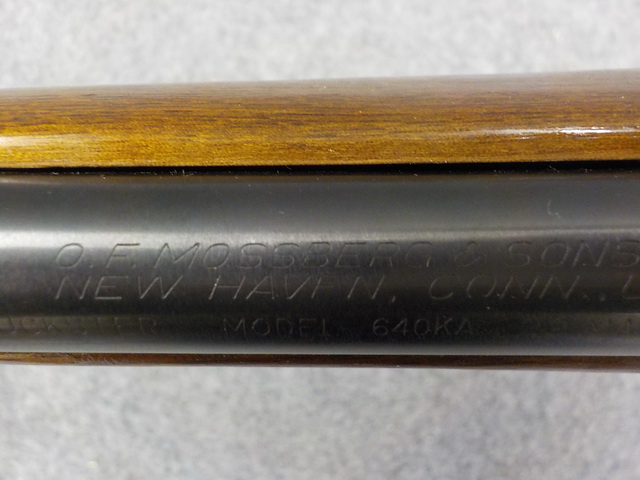 O.F. MOSSBERG & SONS
NEW HAVEN, CONN.,
MODEL 640KA